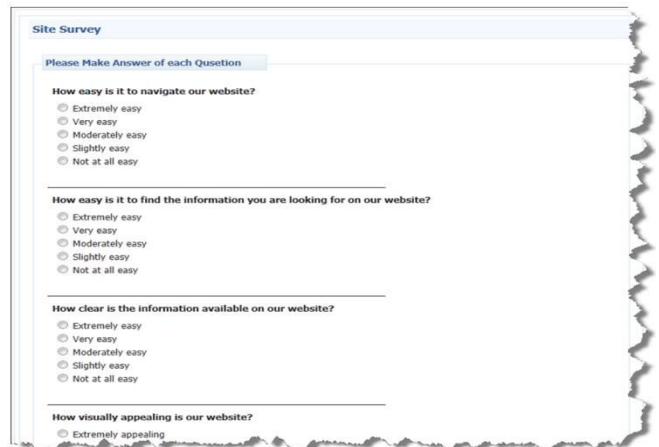 Site Survey
Please Make Answer of each Qusetion
How easy is it to navigate our website?
Extremely easy
Very easy
Moderately easy
Slightly easy
Not at all easy
How easy is it to find the information you are looking for on our website?
Extremely easy
Very easy
Moderately easy
Slightly easy
Not at all easy
How clear is the information available on our website?
Extremely easy
Very easy
Moderately easy
Slightly easy
Not at all easy
How visually appealing is our website?
Extremely appealing